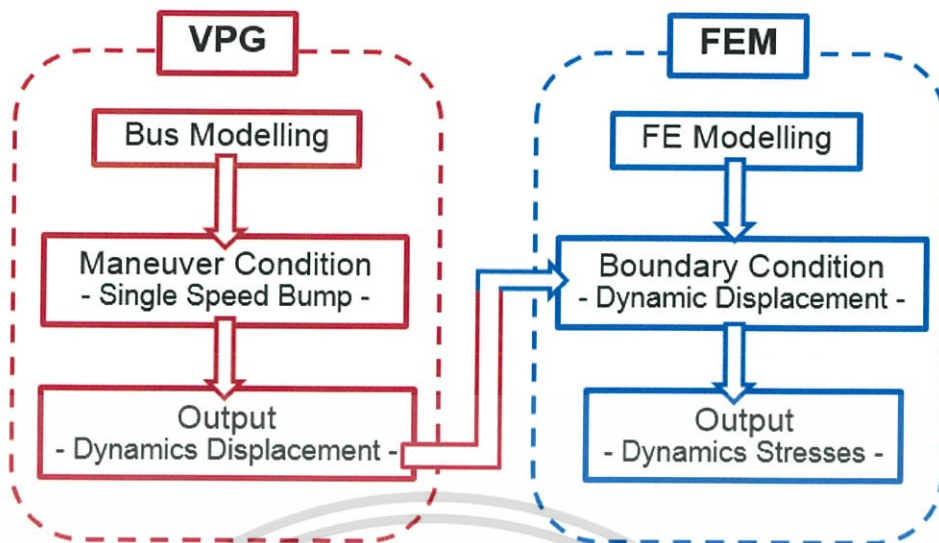 VPG
Bus Modelling
Maneuver Condition
- Single Speed Bump -
Output
- Dynamics Displacement -
FEM
FE Modelling
Boundary Condition
- Dynamic Displacement -
Output
- Dynamics Stresses -